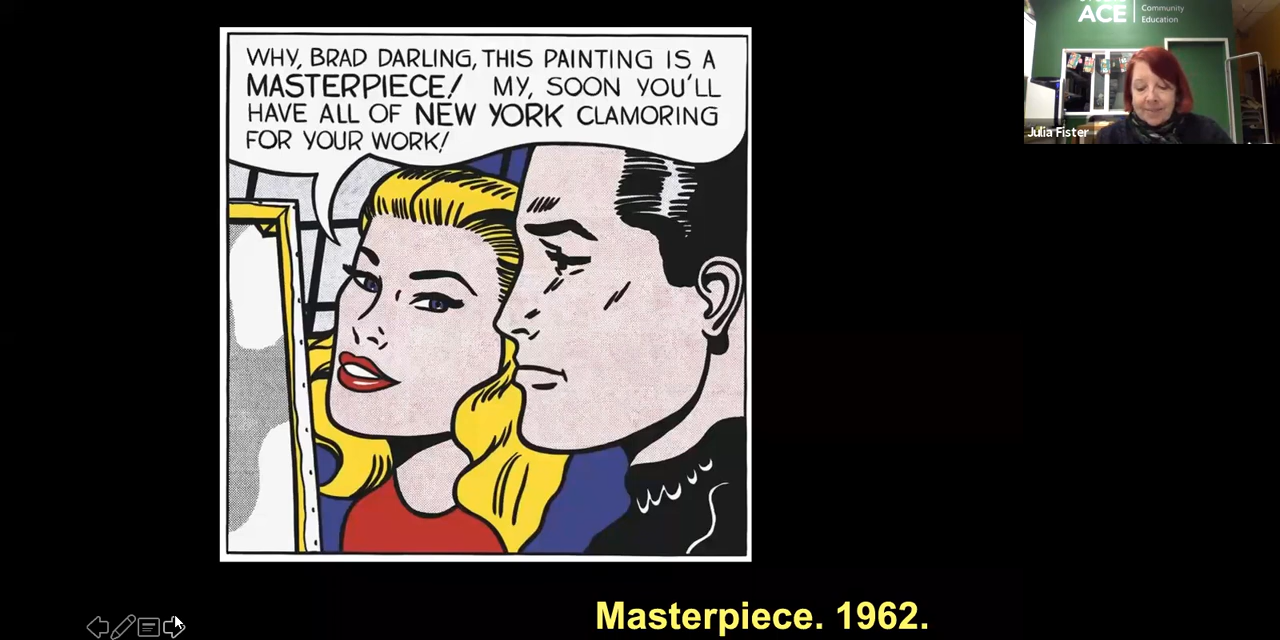 WHY, BRAD DARLING, THIS PAINTING IS A
MASTERPIECE! MY, SOON YOU'LL
HAVE ALL OF NEW YORK CLAMORING
FOR YOUR WORK!
ACE
Community
Education
Julia Fister
Masterpiece. 1962.